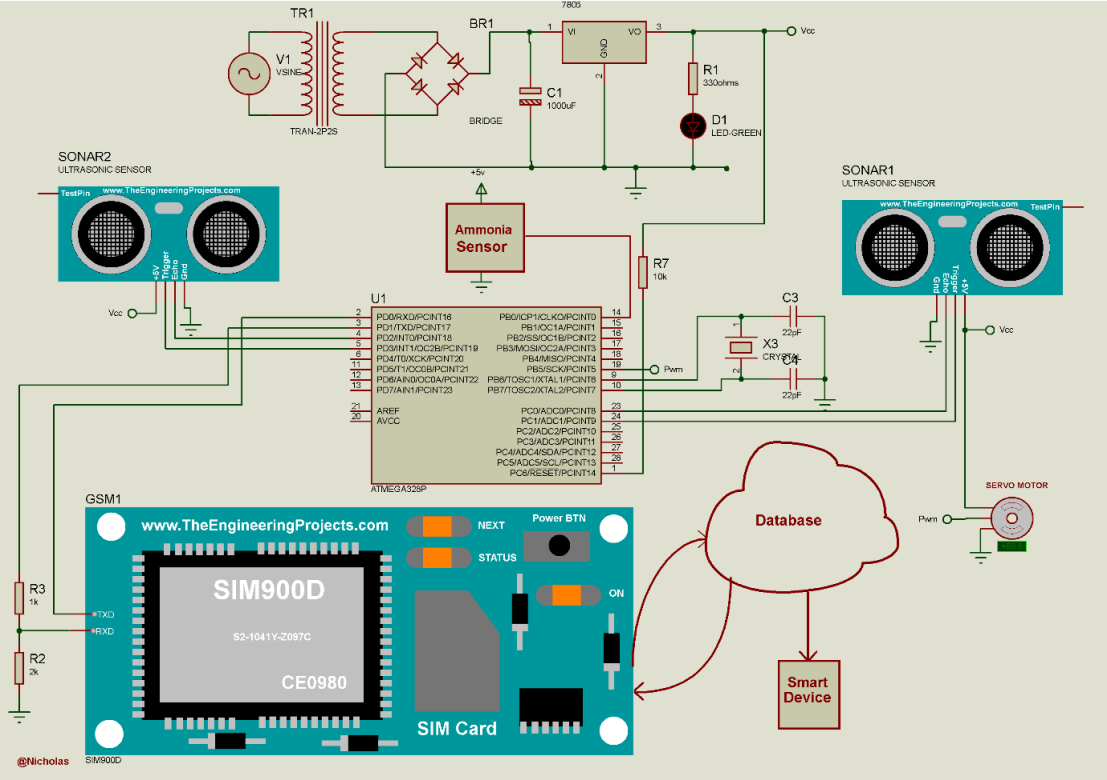 TR1
BR1
7805
1
VI
VO
3
GND
2
Vcc
V1
VSINE
TRAN-2P2S
BRIDGE
C1
1000uF
R1
330ohms
D1
LED-GREEN
SONAR2
ULTRASONIC SENSOR
TestPin
www.TheEngineeringProjects.com
+5V
Trigger
Echo
Gnd
Vcc
+5v
Ammonia
Sensor
R7
10k
SONAR1
ULTRASONIC SENSOR
www.TheEngineeringProjects.com
TestPin
Gnd
Echo
Trigger
+5V
Vcc
U1
2 PD0/RXD/PCINT16
3 PD1/TXD/PCINT17
4 PD2/INT0/PCINT18
5 PD3/INT1/OC2B/PCINT19
6 PD4/T0/XCK/PCINT20
11 PD5/T1/OC0B/PCINT21
12 PD6/AIN0/OC0A/PCINT22
13 PD7/AIN1/PCINT23
21 AREF
20 AVCC
PB0/ICP1/CLKO/PCINT0 14
PB1/OC1A/PCINT1 15
PB2/SS/OC1B/PCINT2 16
PB3/MOSI/OC2A/PCINT3 17
PB4/MISO/PCINT4 18
PB5/SCK/PCINT5 19
PB6/TOSC1/XTAL1/PCINT6 9
PB7/TOSC2/XTAL2/PCINT7 10
PC0/ADC0/PCINT8 23
PC1/ADC1/PCINT9 24
PC2/ADC2/PCINT10 25
PC3/ADC3/PCINT11 26
PC4/ADC4/SDA/PCINT12 27
PC5/ADC5/SCL/PCINT13 28
PC6/RESET/PCINT14 1
ATMEGA328P
Pwm
C3
22pF
1
X3
CRYSTAL
2
C4
22pF
GSM1
www.TheEngineeringProjects.com
NEXT
STATUS
Power BTN
ON
SIM900D
S2-1041Y-Z097C
CE0980
SIM Card
TXD
RXD
R3
1k
R2
2k
SIM900D
@Nicholas
Database
Smart
Device
SERVO MOTOR
Pwm